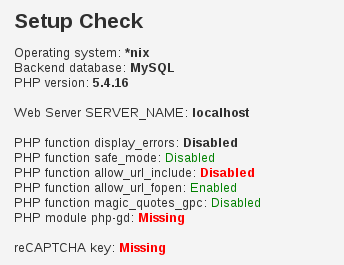 Setup Check
Operating system: *nix
Backend database: MySQL
PHP version: 5.4.16
Web Server SERVER_NAME: localhost
PHP function display_errors: Disabled
PHP function safe_mode: Disabled
PHP function allow_url_include: Disabled
PHP function allow_url_fopen: Enabled
PHP function magic_quotes_gpc: Disabled
PHP module php-gd: Missing
reCAPTCHA key: Missing